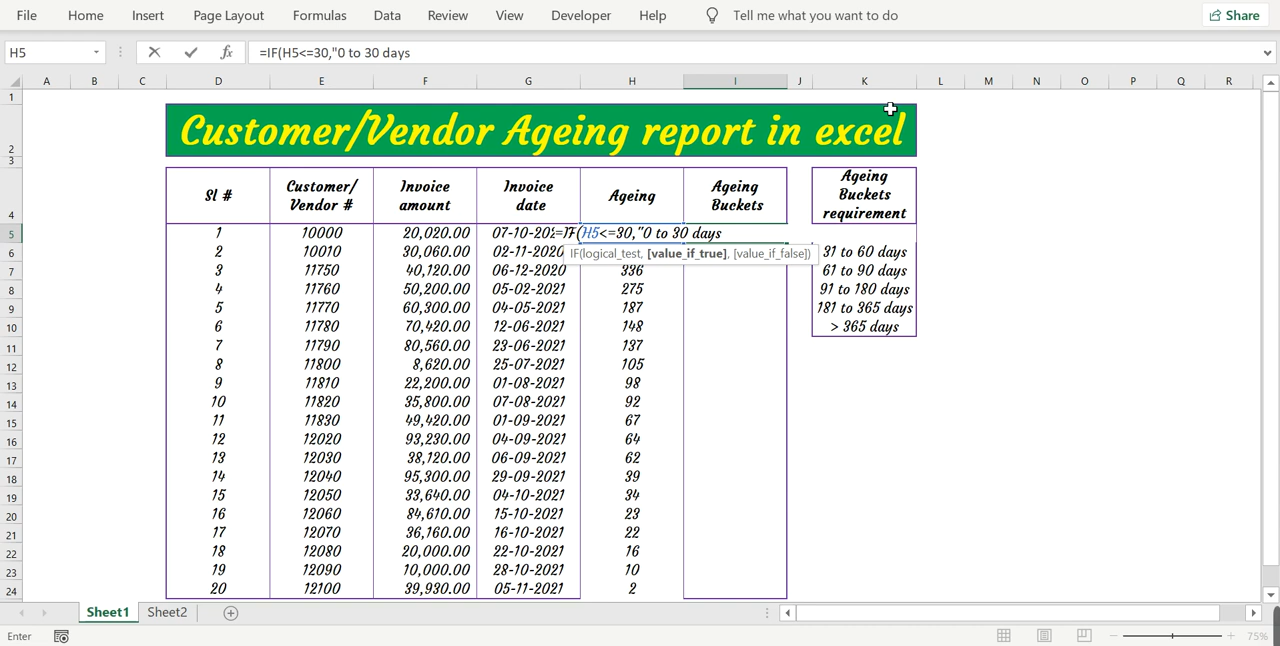 File Home Insert Page Layout Formulas Data Review View Developer Help Tell me what you want to do Share
H5 fx =IF(H5<=30,"0 to 30 days
A B C D E F G H I J K L M N O P Q R
1
2 Customer/Vendor Ageing report in excel
3
4 Sl # Customer/ Vendor # Invoice amount Invoice date Ageing Ageing Buckets Ageing Buckets requirement
5 1 10000 20,020.00 07-10-202 =IF(H5<=30,"0 to 30 days
6 2 10010 30,060.00 02-11-2020 IF(logical_test, [value_if_true], [value_if_false]) 31 to 60 days
7 3 11750 40,120.00 06-12-2020 336 61 to 90 days
8 4 11760 50,200.00 05-02-2021 275 91 to 180 days
9 5 11770 60,300.00 04-05-2021 187 181 to 365 days
10 6 11780 70,420.00 12-06-2021 148 > 365 days
11 7 11790 80,560.00 23-06-2021 137
12 8 11800 8,620.00 25-07-2021 105
13 9 11810 22,200.00 01-08-2021 98
14 10 11820 35,800.00 07-08-2021 92
15 11 11830 49,420.00 01-09-2021 67
16 12 12020 93,230.00 04-09-2021 64
17 13 12030 38,120.00 06-09-2021 62
18 14 12040 95,300.00 29-09-2021 39
19 15 12050 33,640.00 04-10-2021 34
20 16 12060 84,610.00 15-10-2021 23
21 17 12070 36,160.00 16-10-2021 22
22 18 12080 20,000.00 22-10-2021 16
23 19 12090 10,000.00 28-10-2021 10
24 20 12100 39,930.00 05-11-2021 2
Sheet1 Sheet2
Enter 75%